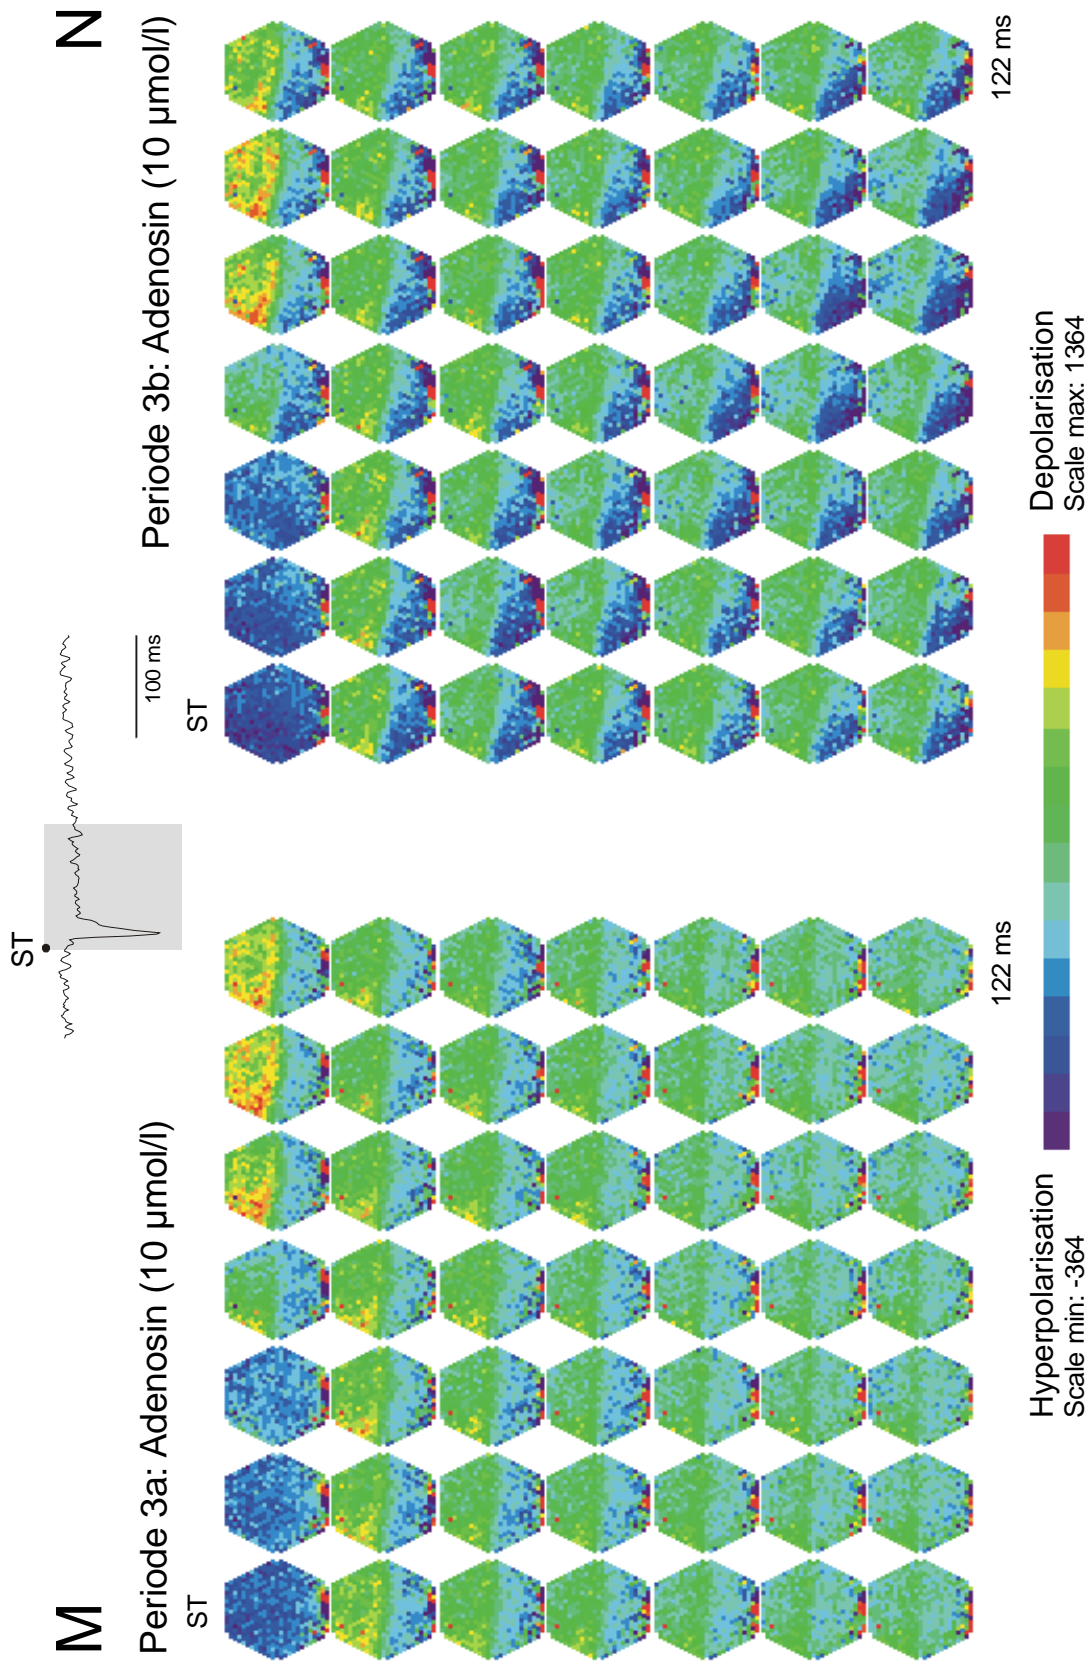 M
Periode 3a: Adenosin (10 µmol/l)
ST
122 ms
ST
100 ms
N
Periode 3b: Adenosin (10 µmol/l)
ST
122 ms
Hyperpolarisation
Scale min: -364
Depolarisation
Scale max: 1364